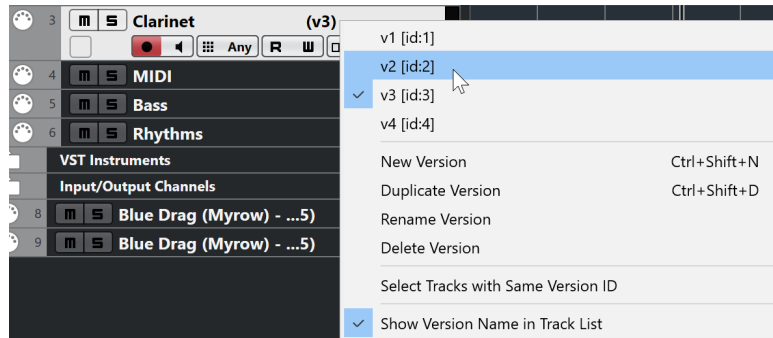 3 m S Clarinet (v3)
Any R W
4 m S MIDI
5 m S Bass
6 m S Rhythms
VST Instruments
Input/Output Channels
8 m S Blue Drag (Myrow) - ...5)
9 m S Blue Drag (Myrow) - ...5)
v1 [id:1]
v2 [id:2]
v3 [id:3]
v4 [id:4]
New Version Ctrl+Shift+N
Duplicate Version Ctrl+Shift+D
Rename Version
Delete Version
Select Tracks with Same Version ID
Show Version Name in Track List